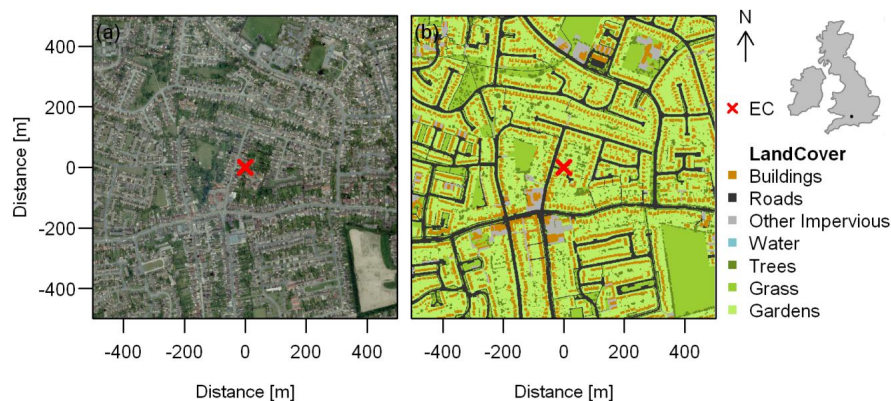 (a)
(b)
N
400
200
0
-200
-400
Distance [m]
-400 -200 0 200 400
-400 -200 0 200 400
Distance [m]
Distance [m]
EC
LandCover
Buildings
Roads
Other Impervious
Water
Trees
Grass
Gardens